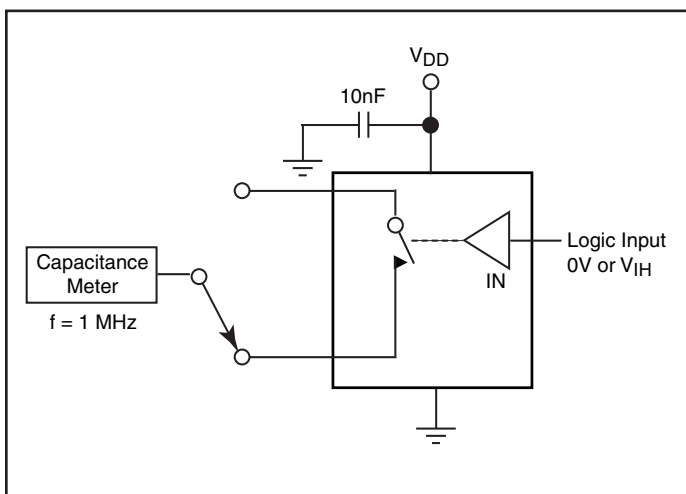 V_DD
10nF
Capacitance
Meter
f = 1 MHz
Logic Input
0V or V_IH
IN